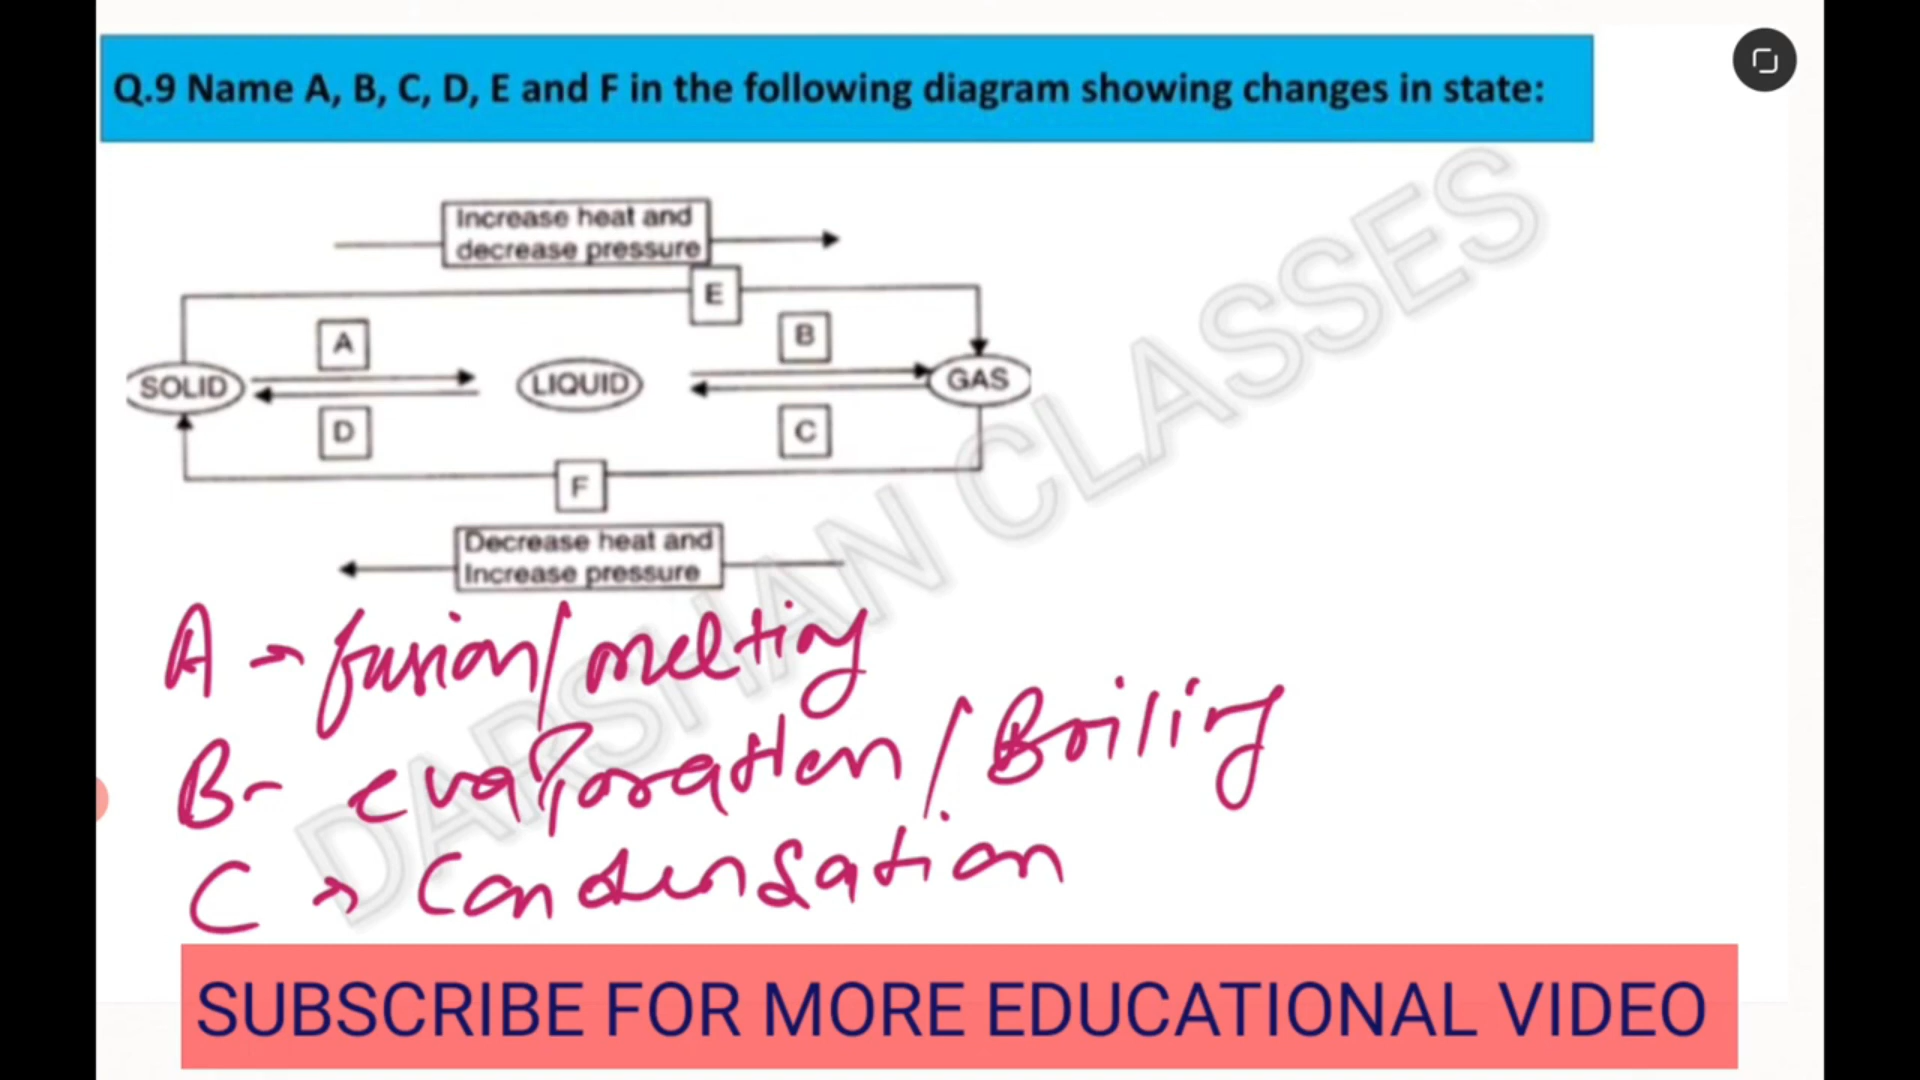 Q.9 Name A, B, C, D, E and F in the following diagram showing changes in state:
Increase heat and
decrease pressure
E
A
B
SOLID
LIQUID
GAS
D
C
F
Decrease heat and
Increase pressure
A → fusion/melting
B- evaporation/Boiling
C → Condensation
DARSHAN CLASSES
SUBSCRIBE FOR MORE EDUCATIONAL VIDEO